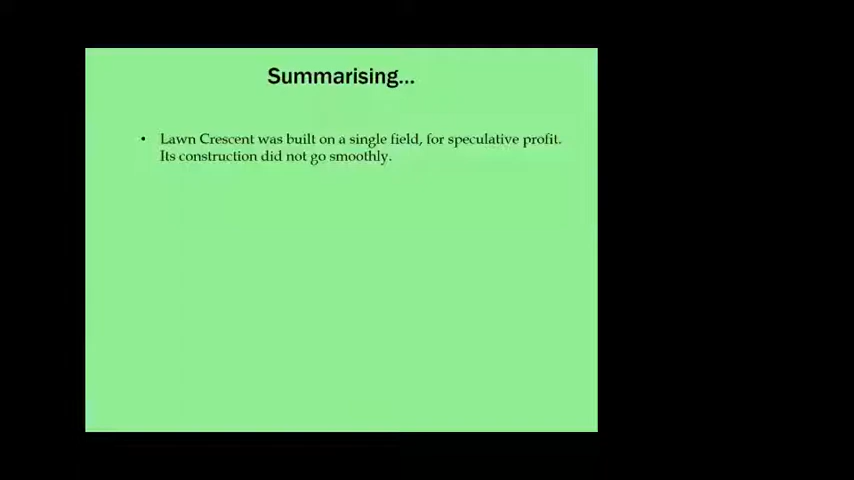 Summarising...
• Lawn Crescent was built on a single field, for speculative profit.
Its construction did not go smoothly.